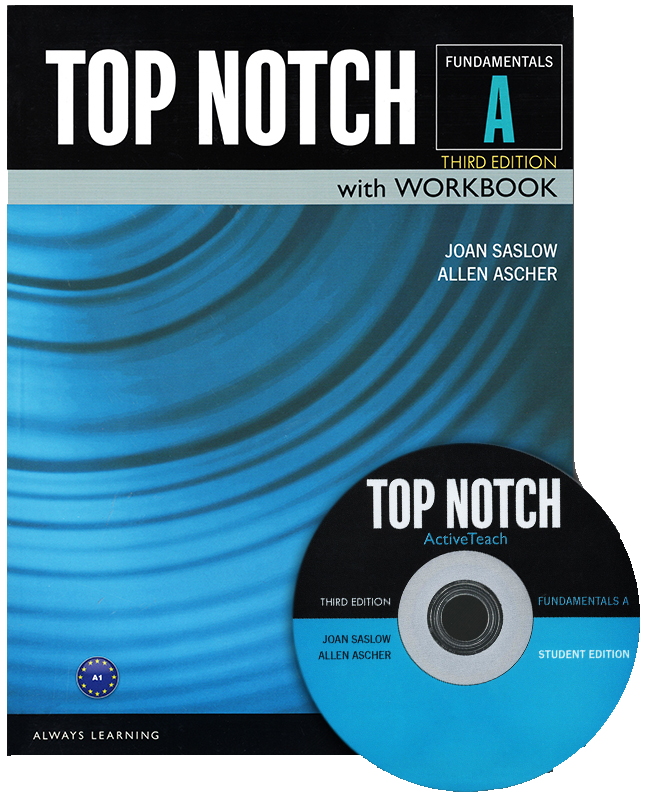 TOP NOTCH
FUNDAMENTALS
A
THIRD EDITION
with WORKBOOK
JOAN SASLOW
ALLEN ASCHER
TOP NOTCH
ActiveTeach
THIRD EDITION
FUNDAMENTALS A
JOAN SASLOW
ALLEN ASCHER
STUDENT EDITION
A1
ALWAYS LEARNING